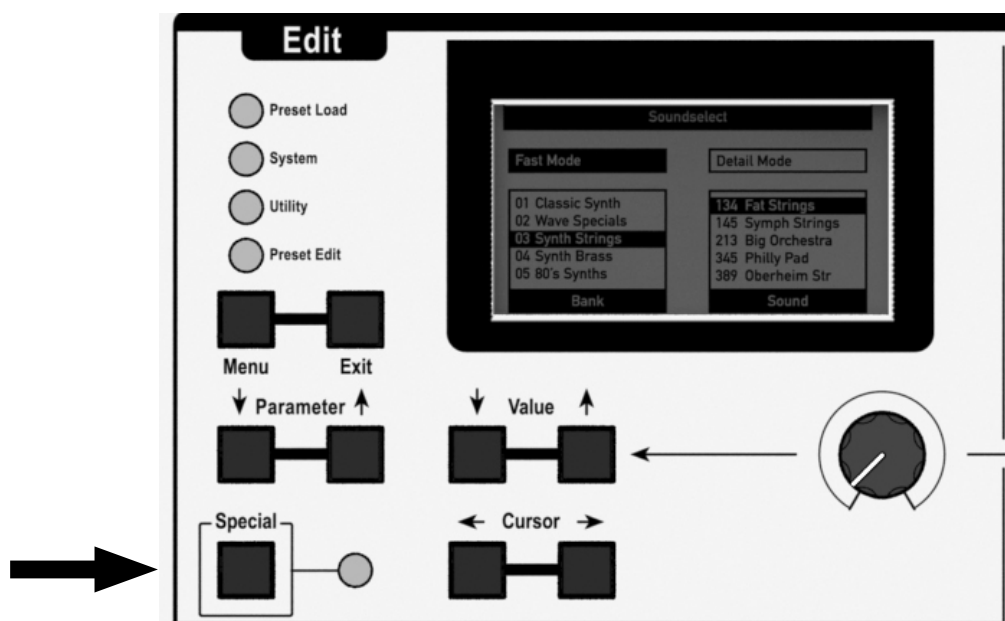 Edit
Preset Load
System
Utility
Preset Edit
Menu
Exit
Parameter
Value
Special
Cursor
Soundselect
Fast Mode
Detail Mode
01 Classic Synth
02 Wave Specials
03 Synth Strings
04 Synth Brass
05 80's Synths
Bank
134 Fat Strings
145 Symph Strings
213 Big Orchestra
345 Philly Pad
389 Oberheim Str
Sound